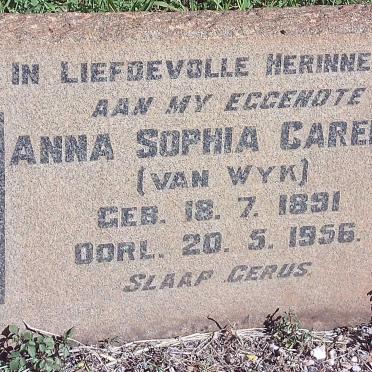 IN LIEFDEVOLLE HERINNE
AAN MY EGGENOTE
ANNA SOPHIA CARE
(VAN WYK)
GEB. 18. 7. 1891
OORL. 20. 5. 1956.
SLAAP GERUS